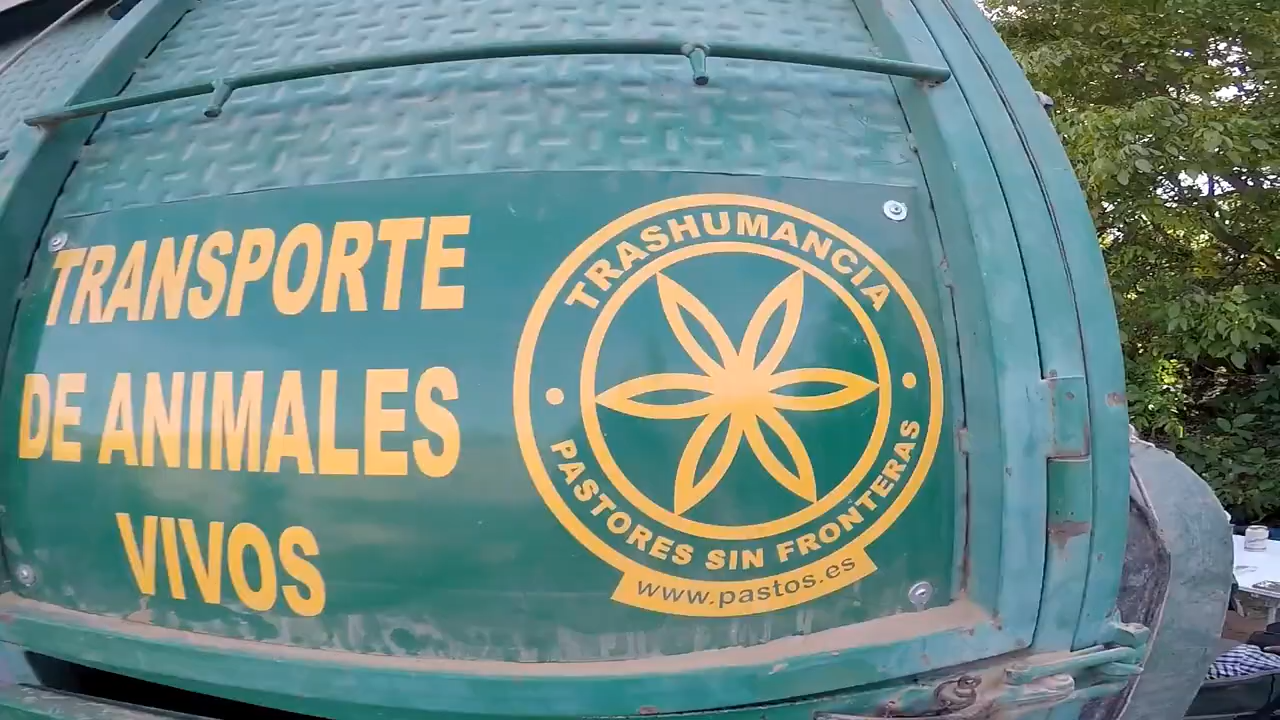 TRANSPORTE
DE ANIMALES
VIVOS
TRASHUMANCIA
PASTORES SIN FRONTERAS
www.pastos.es